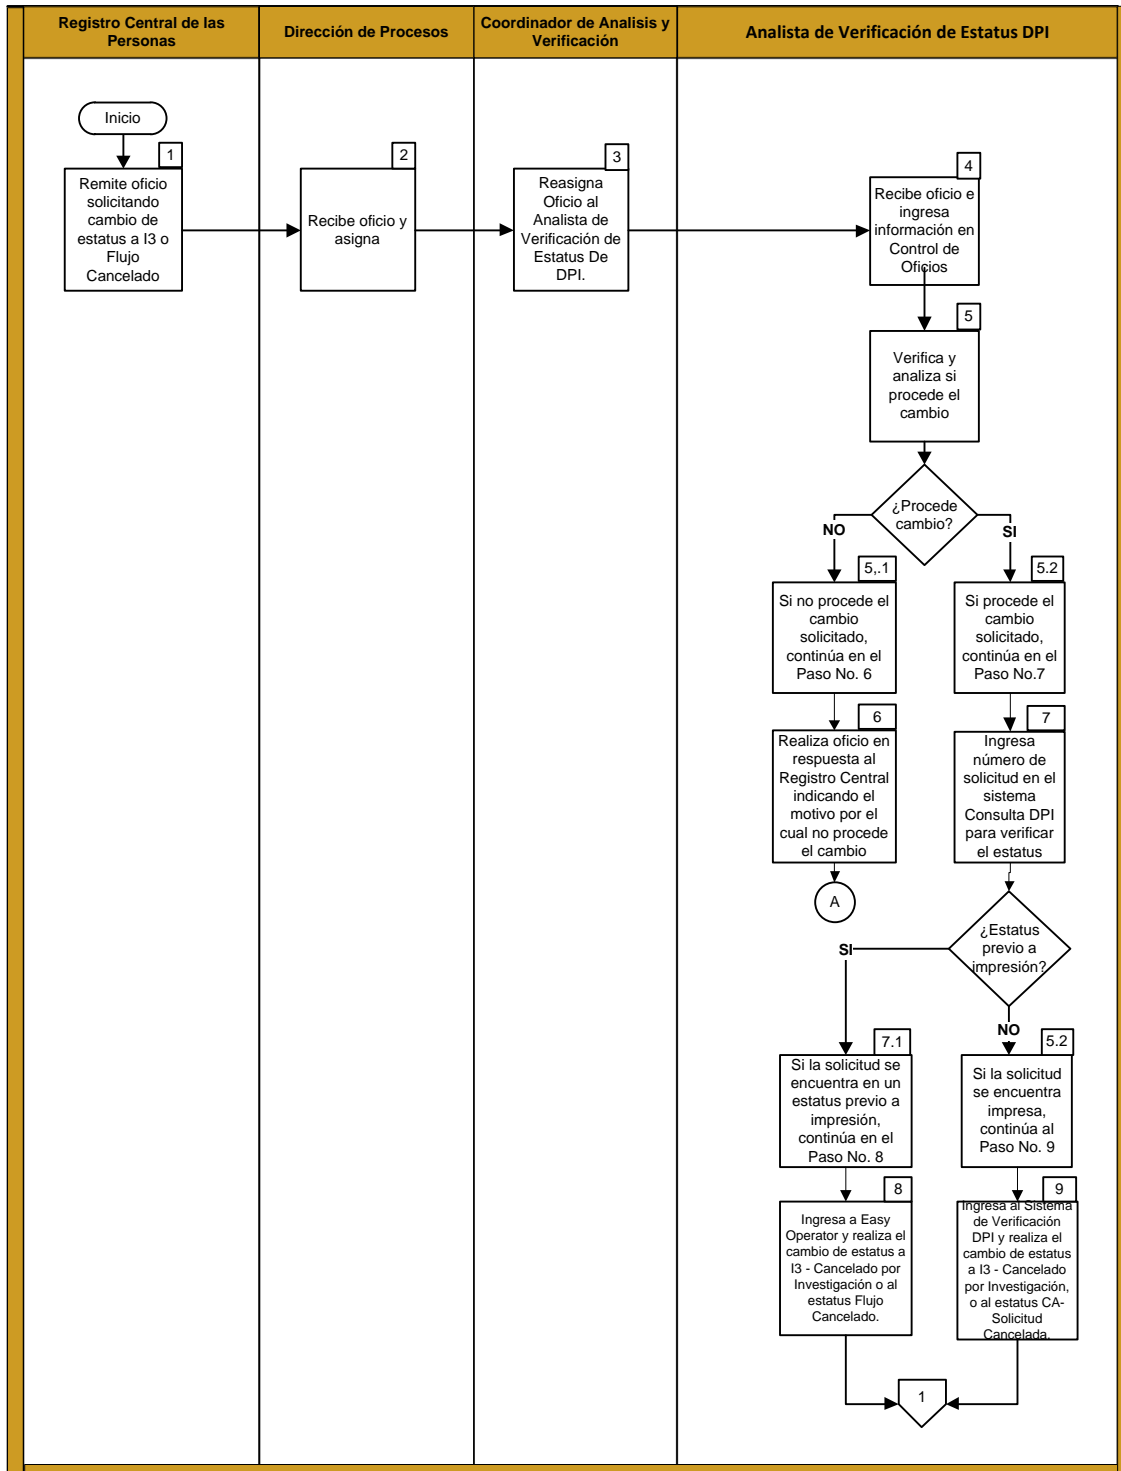 Registro Central de las
Personas
Dirección de Procesos
Coordinador de Analisis y
Verificación
Analista de Verificación de Estatus DPI
Inicio
1
Remite oficio
solicitando
cambio de
estatus a I3 o
Flujo
Cancelado
2
Recibe oficio y
asigna
3
Reasigna
Oficio al
Analista de
Verificación de
Estatus De
DPI.
4
Recibe oficio e
ingresa
información en
Control de
Oficios
5
Verifica y
analiza si
procede el
cambio
¿Procede
cambio?
NO
SI
5,.1
Si no procede el
cambio
solicitado,
continúa en el
Paso No. 6
5.2
Si procede el
cambio
solicitado,
continúa en el
Paso No.7
6
Realiza oficio en
respuesta al
Registro Central
indicando el
motivo por el
cual no procede
el cambio
7
Ingresa
número de
solicitud en el
sistema
Consulta DPI
para verificar
el estatus
A
¿Estatus
previo a
impresión?
SI
NO
7.1
Si la solicitud se
encuentra en un
estatus previo a
impresión,
continúa en el
Paso No. 8
5.2
Si la solicitud
se encuentra
impresa,
continúa al
Paso No. 9
8
Ingresa a Easy
Operator y realiza el
cambio de estatus a
I3 - Cancelado por
Investigación o al
estatus Flujo
Cancelado.
9
Ingresa al Sistema
de Verificación
DPI y realiza el
cambio de estatus
a I3 - Cancelado
por Investigación,
o al estatus CA-
Solicitud
Cancelada.
1